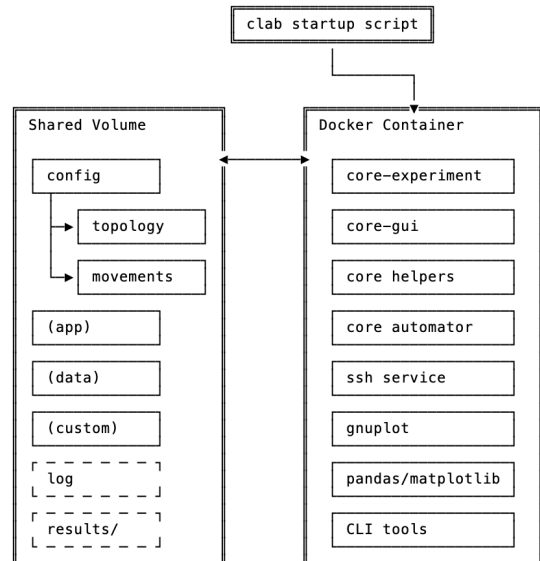 clab startup script
Shared Volume
config
topology
movements
(app)
(data)
(custom)
log
results/
Docker Container
core-experiment
core-gui
core helpers
core automator
ssh service
gnuplot
pandas/matplotlib
CLI tools